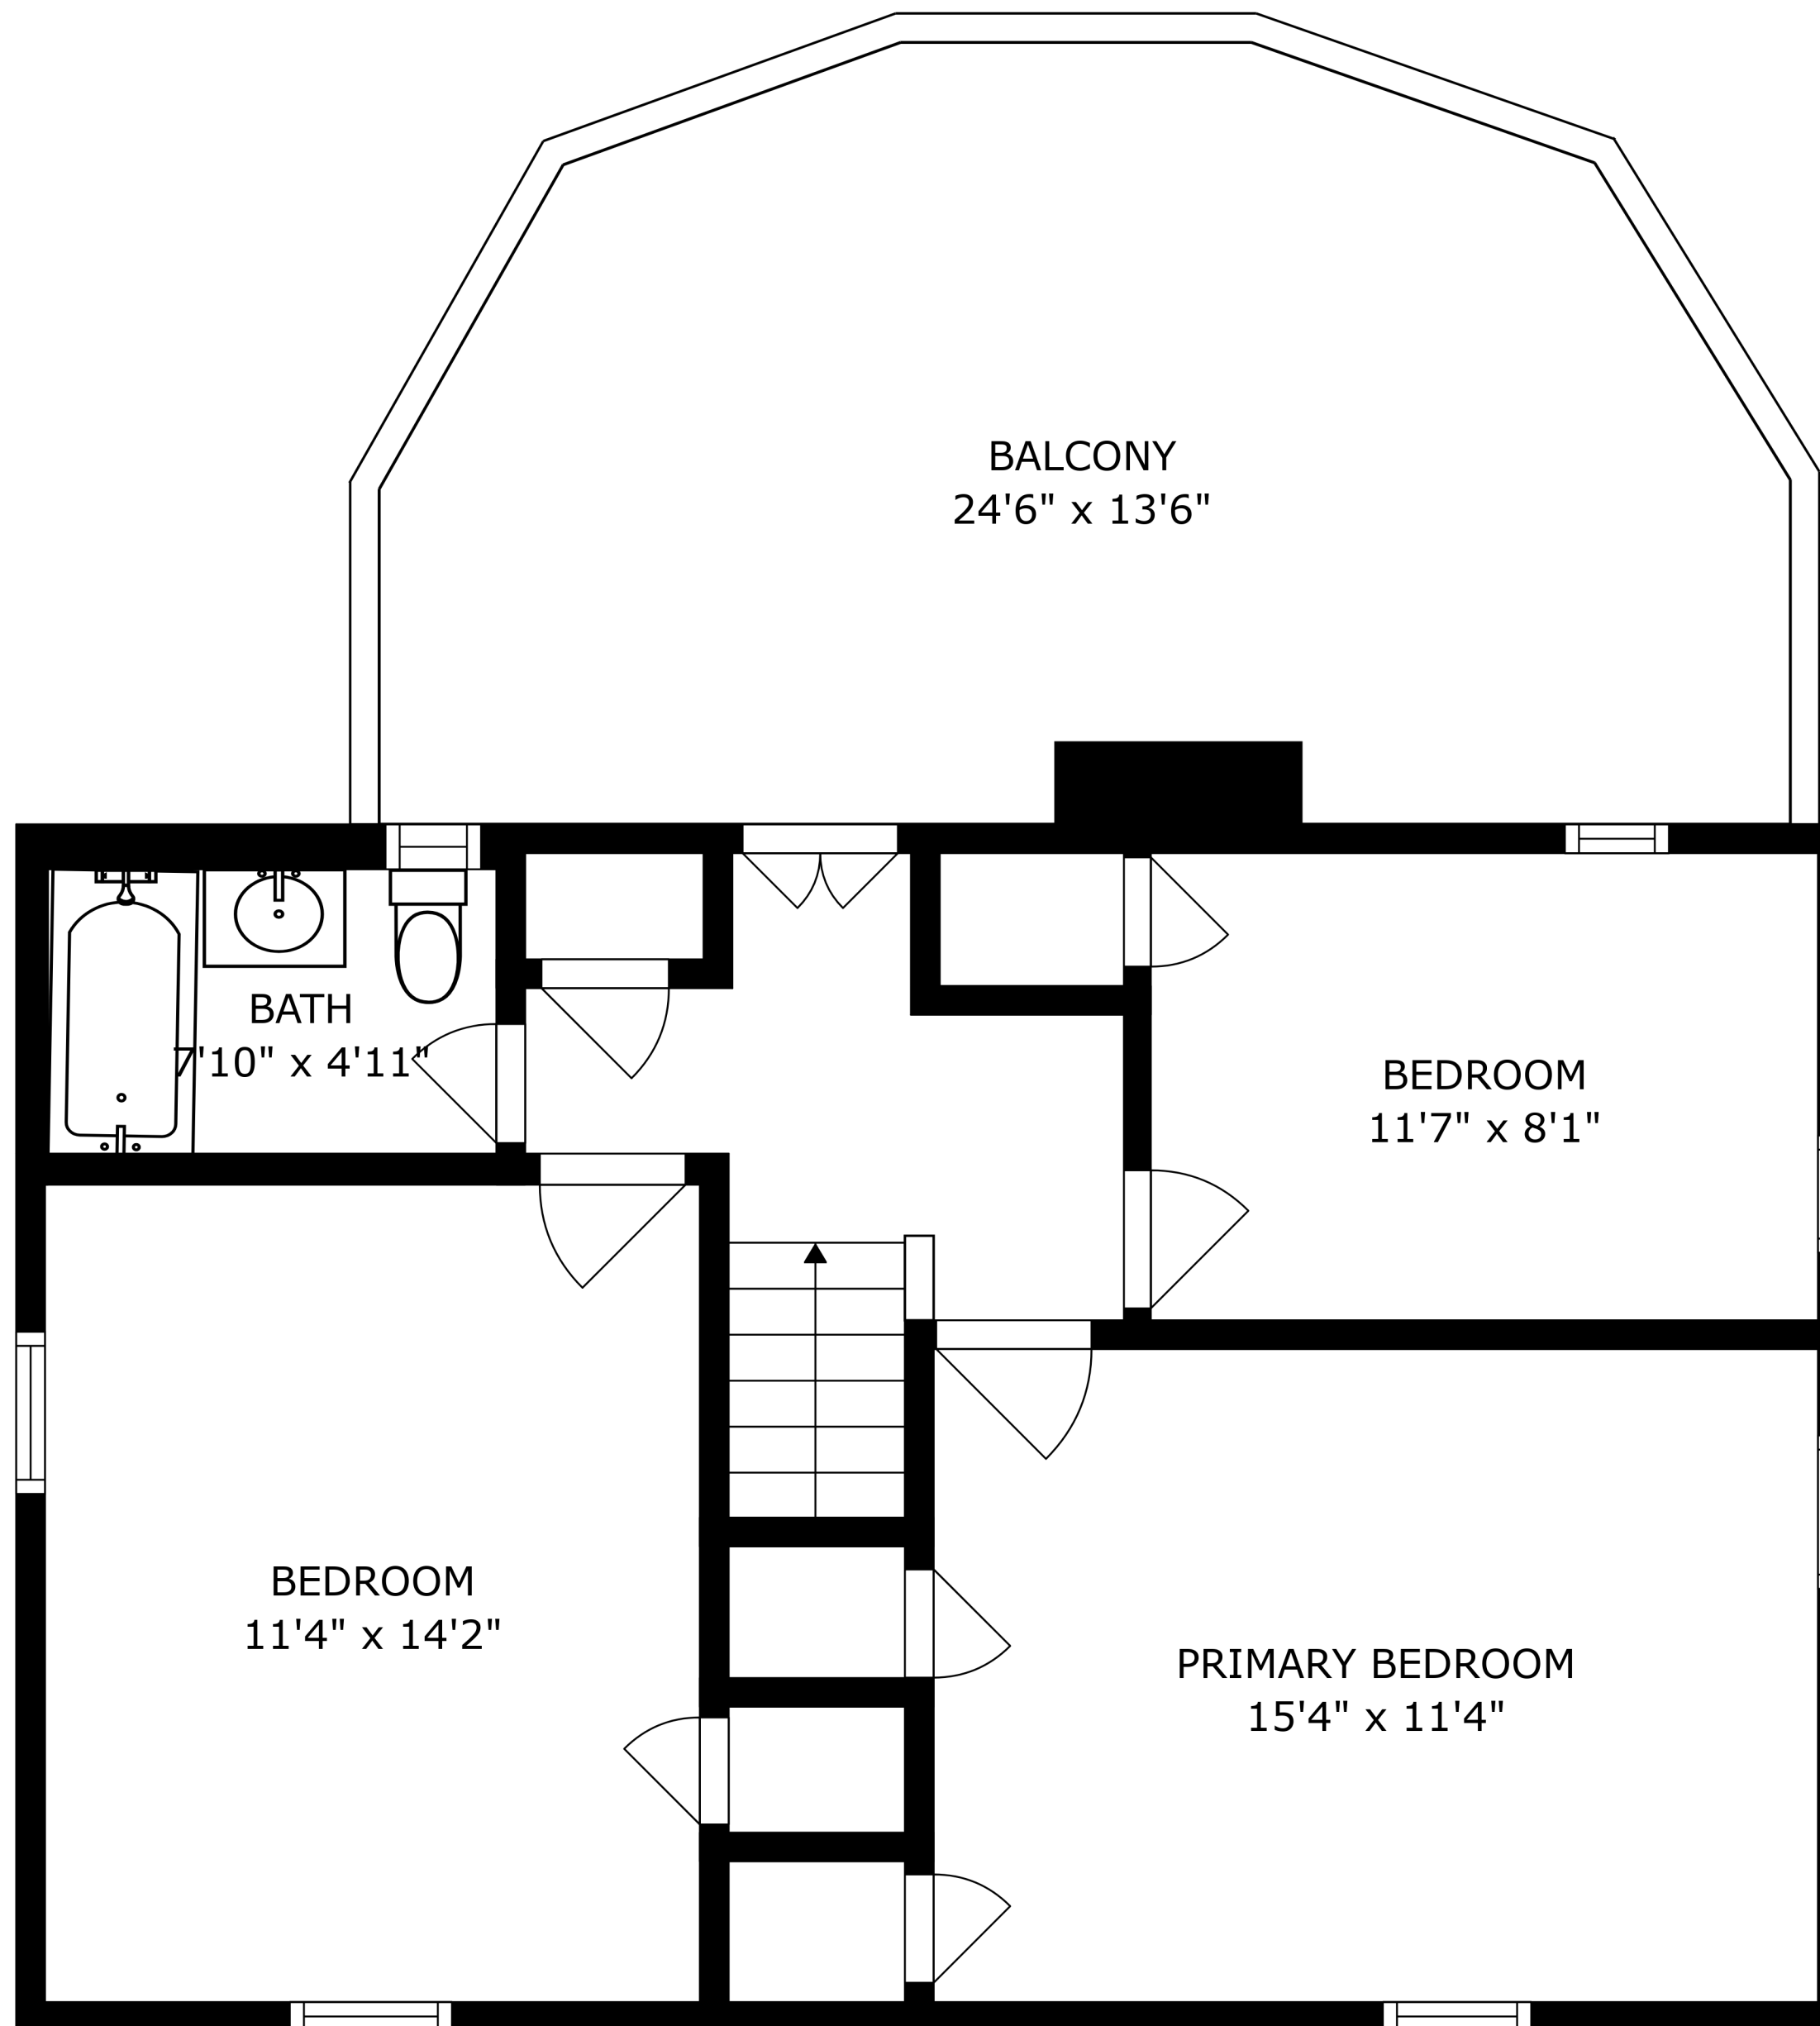 BALCONY
24'6" x 13'6"
BATH
7'10" x 4'11"
BEDROOM
11'7" x 8'1"
BEDROOM
11'4" x 14'2"
PRIMARY BEDROOM
15'4" x 11'4"